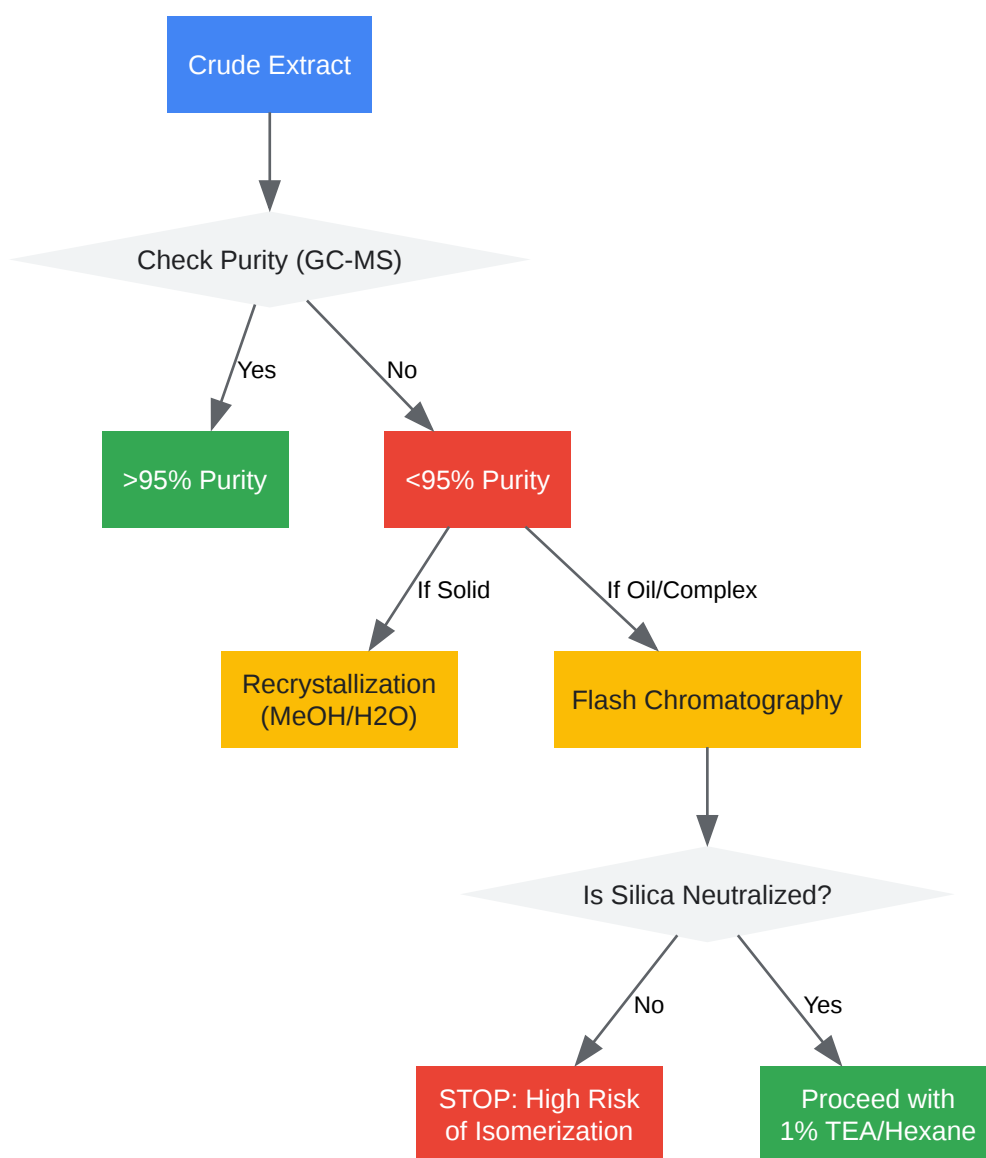 Crude Extract
Check Purity (GC-MS)
Yes
No
>95% Purity
<95% Purity
If Solid
If Oil/Complex
Recrystallization
(MeOH/H2O)
Flash Chromatography
Is Silica Neutralized?
No
Yes
STOP: High Risk
of Isomerization
Proceed with
1% TEA/Hexane